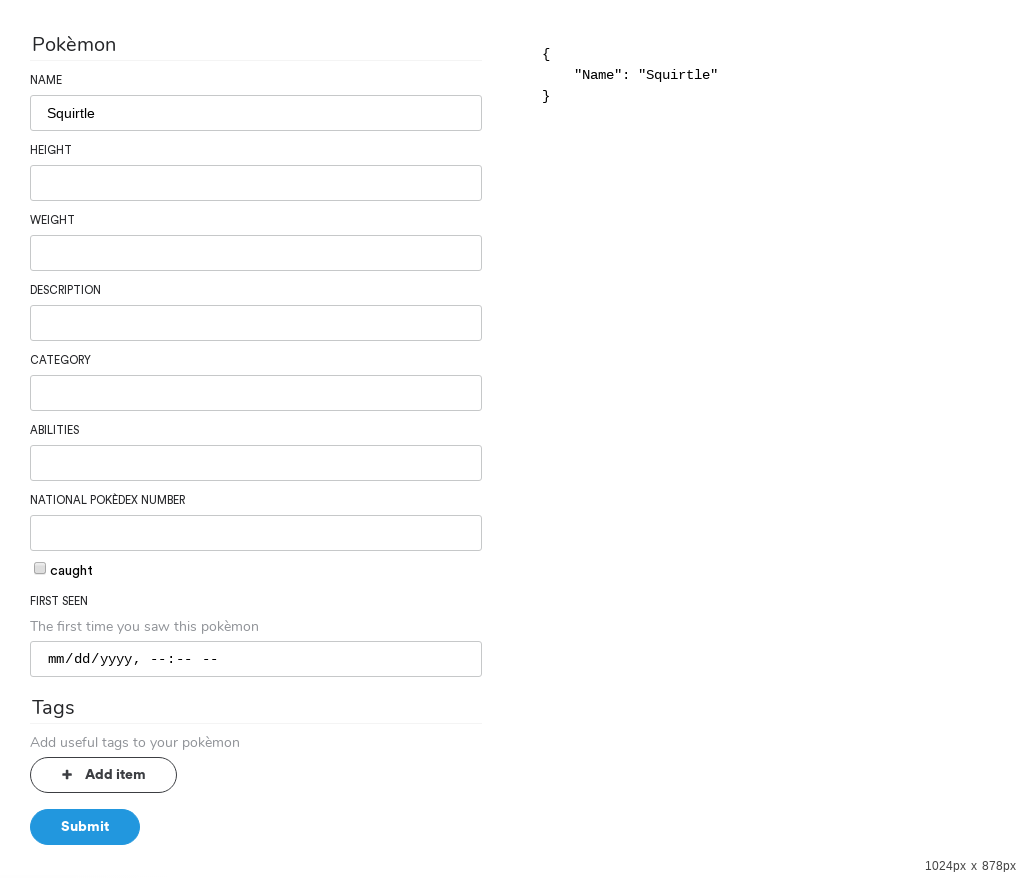 Pokèmon
NAME
Squirtle
HEIGHT
WEIGHT
DESCRIPTION
CATEGORY
ABILITIES
NATIONAL POKÈDEX NUMBER
caught
FIRST SEEN
The first time you saw this pokèmon
mm/dd/yyyy, --:-- --
Tags
Add useful tags to your pokèmon
+ Add item
Submit
{
"Name": "Squirtle"
}
1024px x 878px